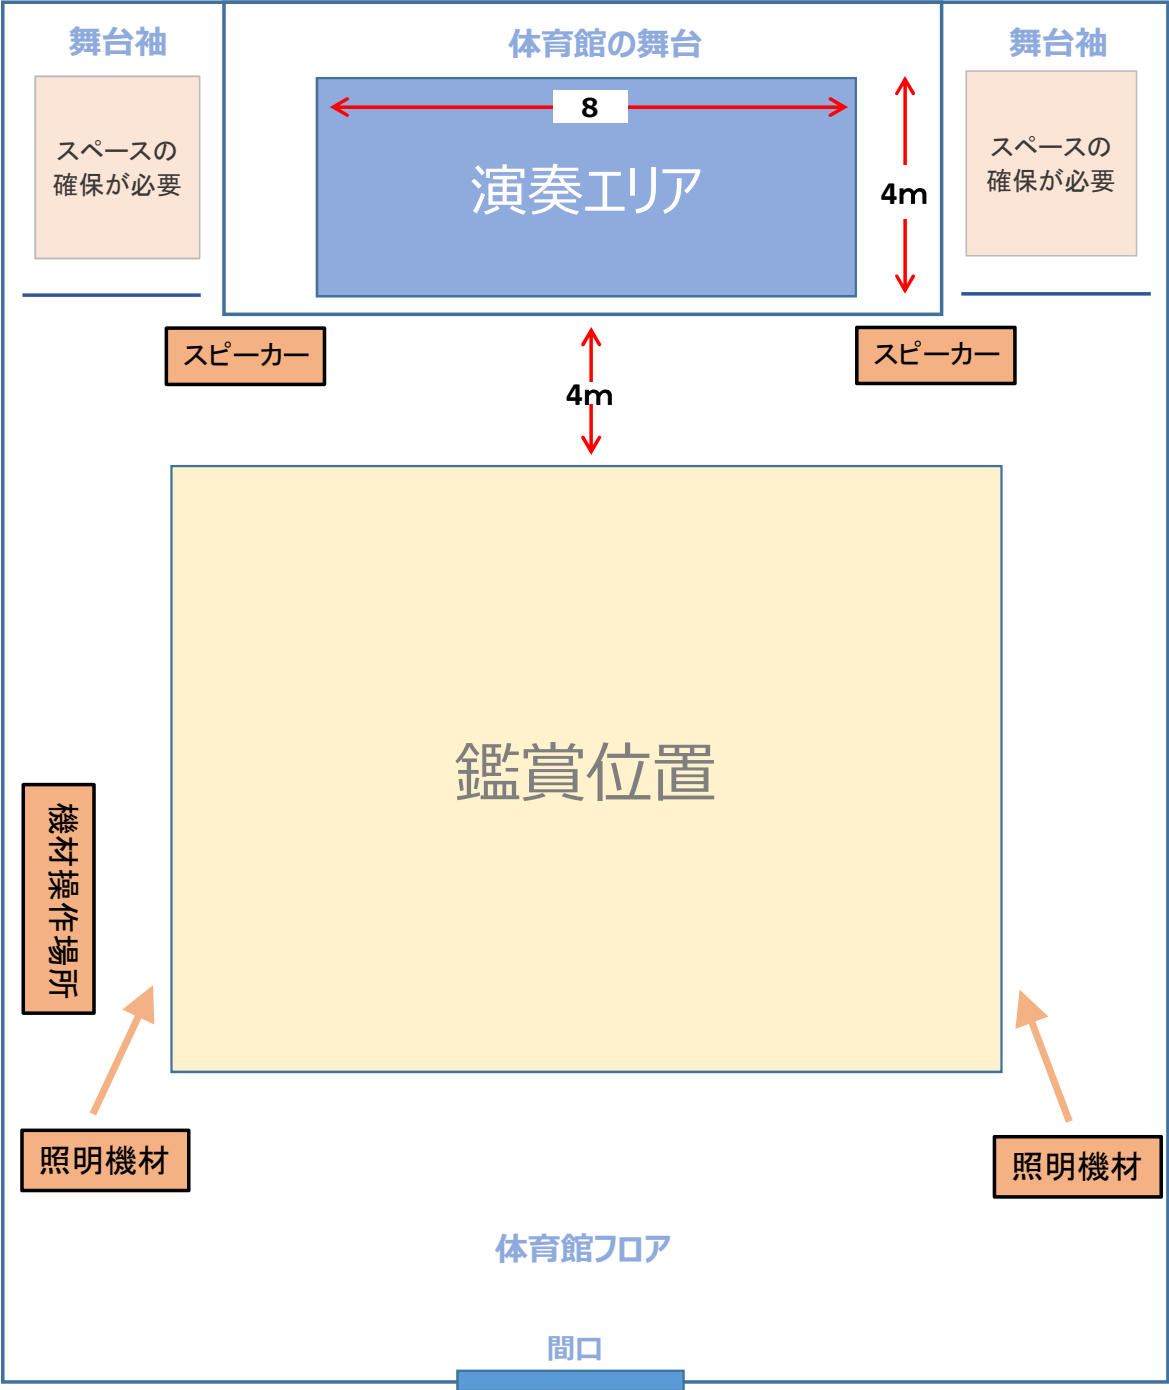 舞台袖
体育館の舞台
舞台袖
スペースの
確保が必要
8
演奏エリア
4m
スペースの
確保が必要
スピーカー
スピーカー
4m
鑑賞位置
機材操作場所
照明機材
照明機材
体育館フロア
間口